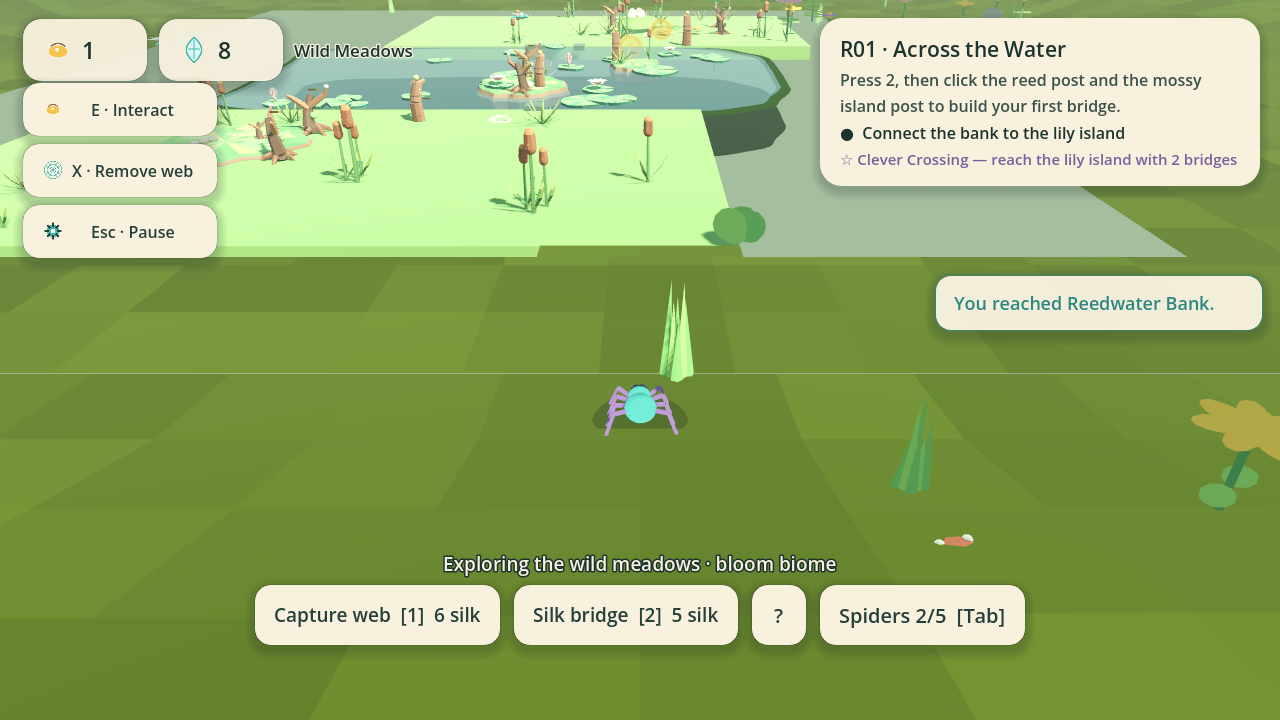 1
8
Wild Meadows
E · Interact
X · Remove web
Esc · Pause
R01 · Across the Water
Press 2, then click the reed post and the mossy
island post to build your first bridge.
● Connect the bank to the lily island
☆ Clever Crossing — reach the lily island with 2 bridges
You reached Reedwater Bank.
Exploring the wild meadows · bloom biome
Capture web [1] 6 silk
Silk bridge [2] 5 silk
?
Spiders 2/5 [Tab]